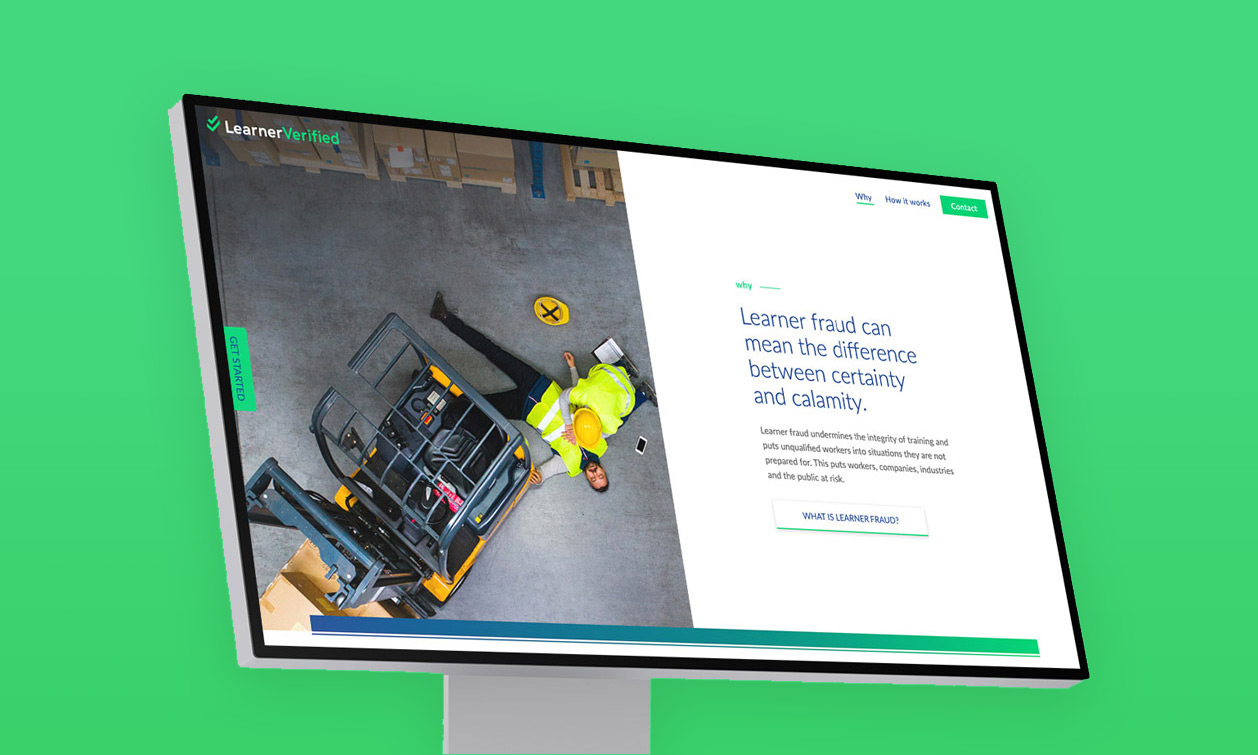 LearnerVerified
Why
How it works
Contact
GET STARTED
why
Learner fraud can
mean the difference
between certainty
and calamity.
Learner fraud undermines the integrity of training and
puts unqualified workers into situations they are not
prepared for. This puts workers, companies, industries
and the public at risk.
WHAT IS LEARNER FRAUD?